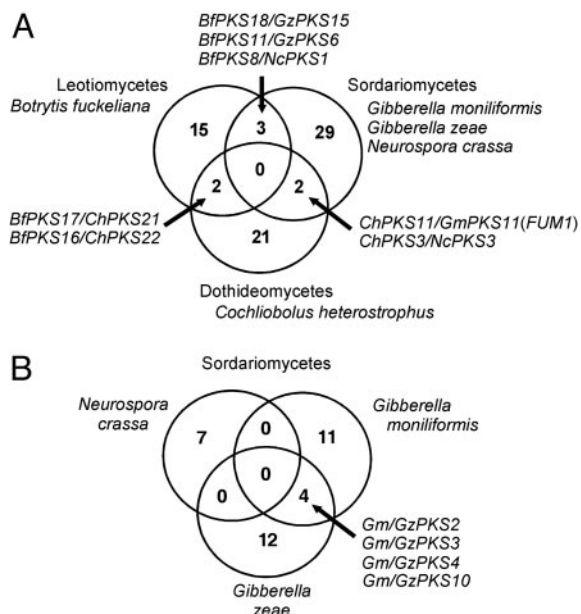 A
BfPKS18/GzPKS15
BfPKS11/GzPKS6
BfPKS8/NcPKS1
Leotiomycetes
Botrytis fuckeliana
Sordariomycetes
Gibberella moniliformis
Gibberella zeae
Neurospora crassa
15
3
29
0
2
2
BfPKS17/ChPKS21
BfPKS16/ChPKS22
ChPKS11/GmPKS11(FUM1)
ChPKS3/NcPKS3
21
Dothideomycetes
Cochliobolus heterostrophus
B
Sordariomycetes
Neurospora
crassa
Gibberella
moniliformis
7
0
11
0
0
4
12
Gm/GzPKS2
Gm/GzPKS3
Gm/GzPKS4
Gm/GzPKS10
Gibberella
zeae